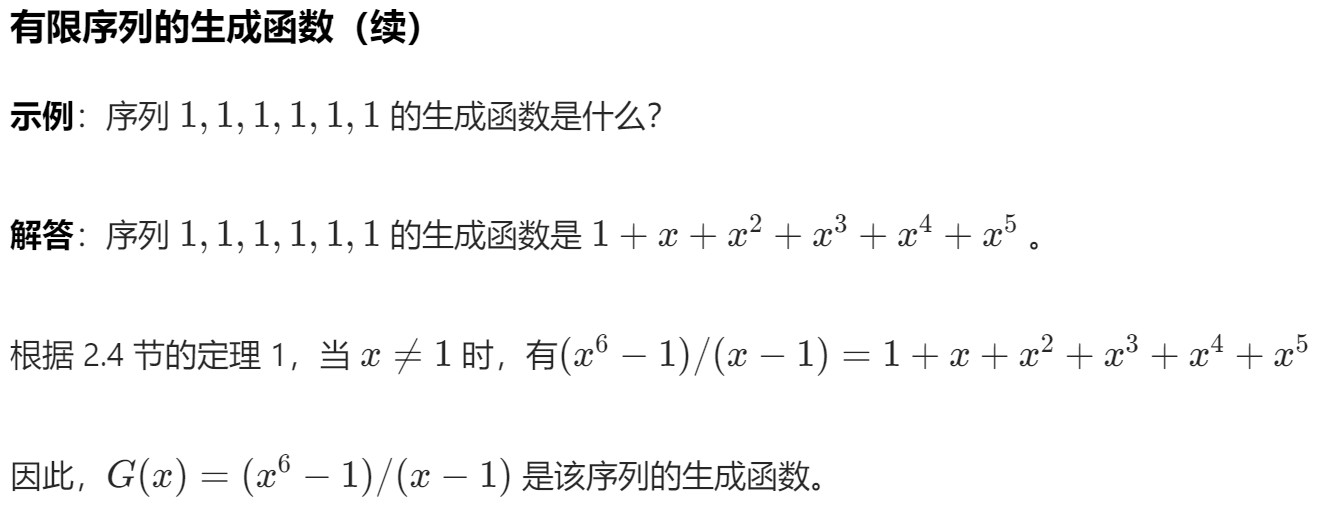 有限序列的生成函数（续）
示例：序列 1, 1, 1, 1, 1, 1 的生成函数是什么？
解答：序列 1, 1, 1, 1, 1, 1 的生成函数是 1 + x + x² + x³ + x⁴ + x⁵ 。
根据 2.4 节的定理 1，当 x ≠ 1 时，有(x⁶ − 1)/(x − 1) = 1 + x + x² + x³ + x⁴ + x⁵
因此，G(x) = (x⁶ − 1)/(x − 1) 是该序列的生成函数。